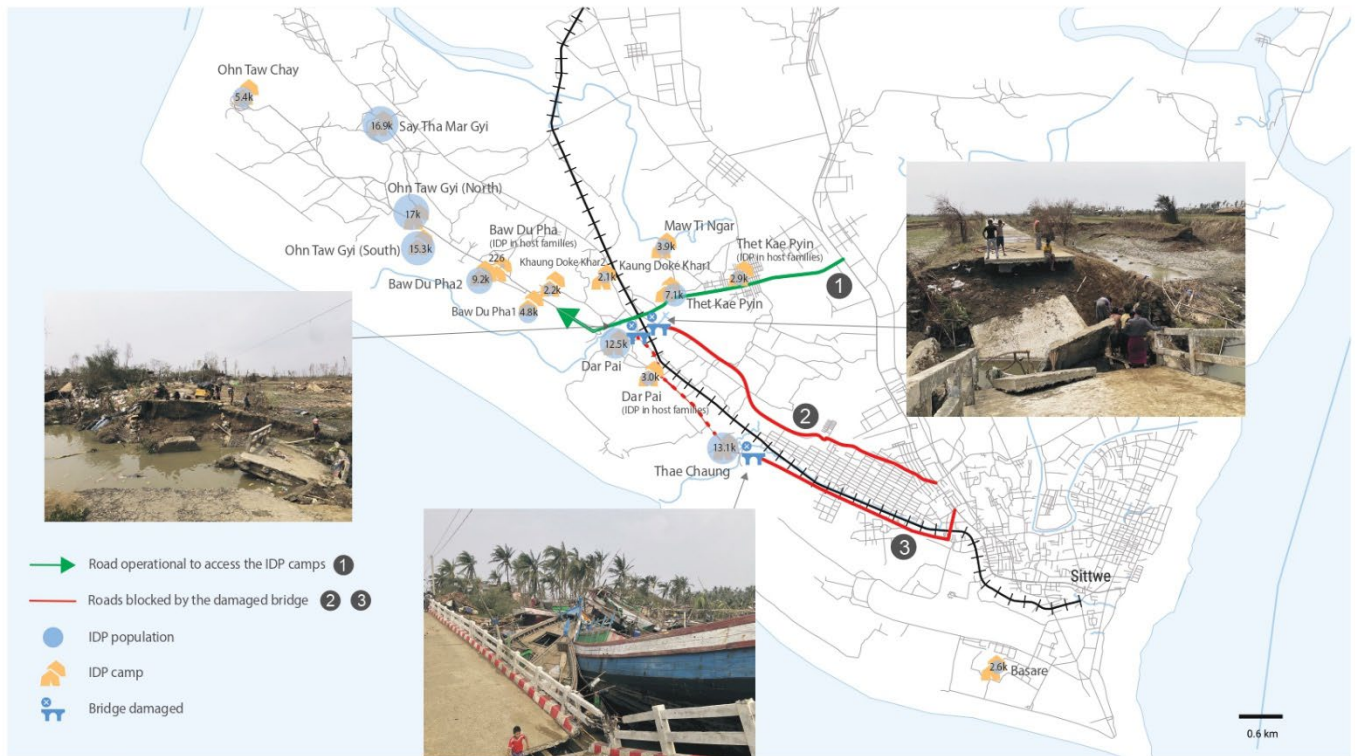 Ohn Taw Chay
5.4k
16.9k
Say Tha Mar Gyi
Ohn Taw Gyi (North)
17k
Ohn Taw Gyi (South)
15.3k
Baw Du Pha
(IDP in host families)
226
Baw Du Pha2
9.2k
Khaung Doke Khar2
2.2k
Baw Du Pha1
4.8k
Maw Ti Ngar
3.9k
Kaung Doke Khar1
2.1k
Thet Kae Pyin
(IDP in host families)
2.9k
7.1k
Thet Kae Pyin
1
12.5k
Dar Pai
3.0k
Dar Pai
(IDP in host families)
2
13.1k
Thae Chaung
3
Sittwe
2.6k
Basare
Road operational to access the IDP camps 1
Roads blocked by the damaged bridge 2 3
IDP population
IDP camp
Bridge damaged
0.6 km